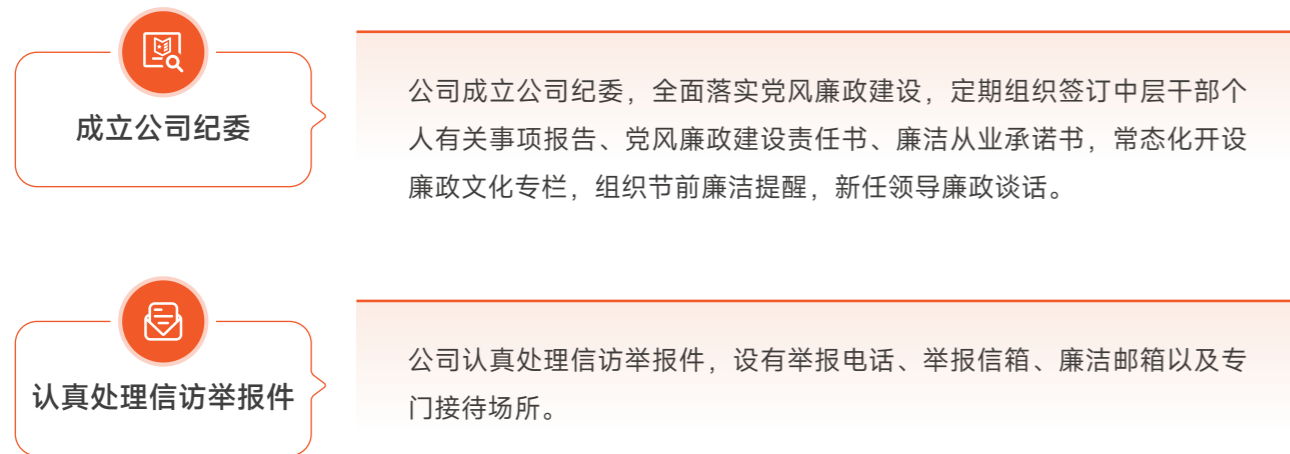 成立公司纪委
公司成立公司纪委，全面落实党风廉政建设，定期组织签订中层干部个
人有关事项报告、党风廉政建设责任书、廉洁从业承诺书，常态化开设
廉政文化专栏，组织节前廉洁提醒，新任领导廉政谈话。
认真处理信访举报件
公司认真处理信访举报件，设有举报电话、举报信箱、廉洁邮箱以及专
门接待场所。